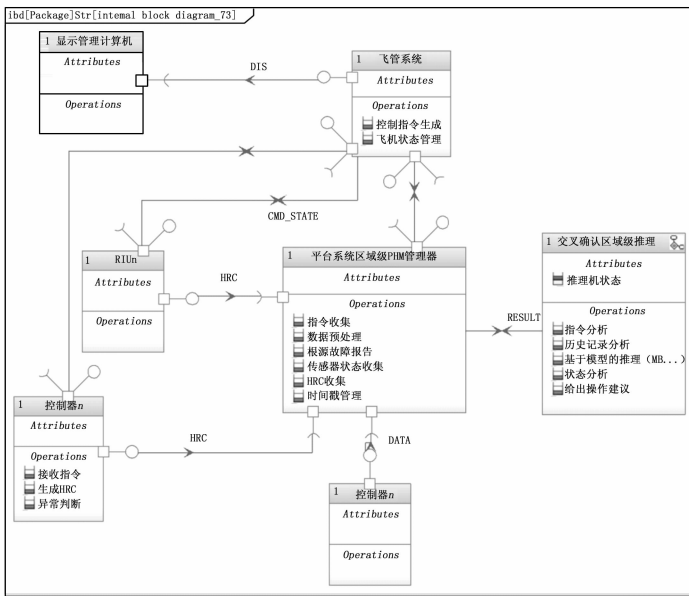 ibd[Package]Str[intemal block diagram_73]
1 显示管理计算机
Attributes
Operations
DIS
1 飞管系统
Attributes
Operations
控制指令生成
飞机状态管理
CMD_STATE
1 RIUn
Attributes
Operations
HRC
1 平台系统区域级PHM管理器
Attributes
Operations
指令收集
数据预处理
根源故障报告
传感器状态收集
HRC收集
时间戳管理
RESULT
1 交叉确认区域级推理
Attributes
推理机状态
Operations
指令分析
历史记录分析
基于模型的推理（MB...）
状态分析
给出操作建议
1 控制器n
Attributes
Operations
接收指令
生成HRC
异常判断
HRC
DATA
1 控制器n
Attributes
Operations